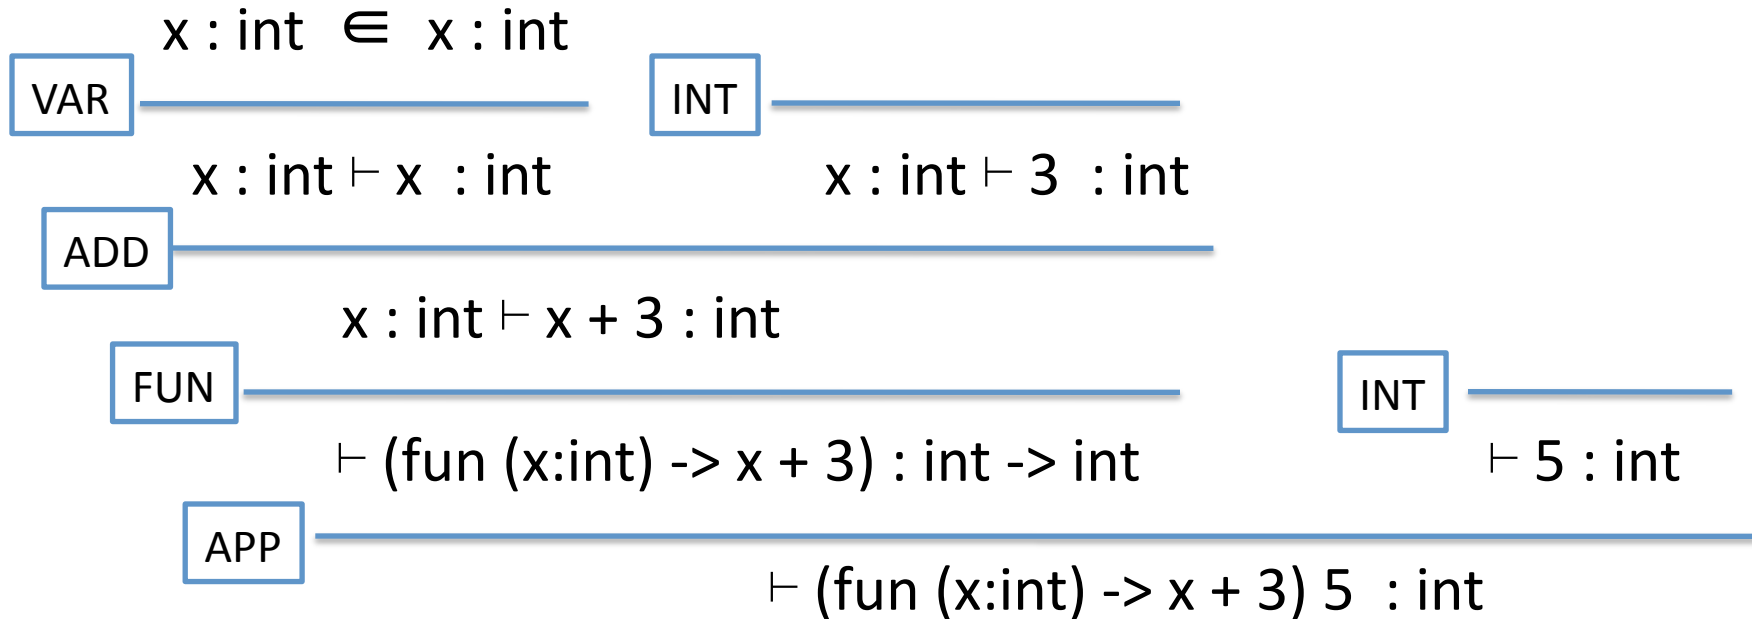 x : int ∈ x : int
VAR INT
x : int ⊢ x : int x : int ⊢ 3 : int
ADD
x : int ⊢ x + 3 : int
FUN INT
⊢ (fun (x:int) -> x + 3) : int -> int ⊢ 5 : int
APP
⊢ (fun (x:int) -> x + 3) 5 : int